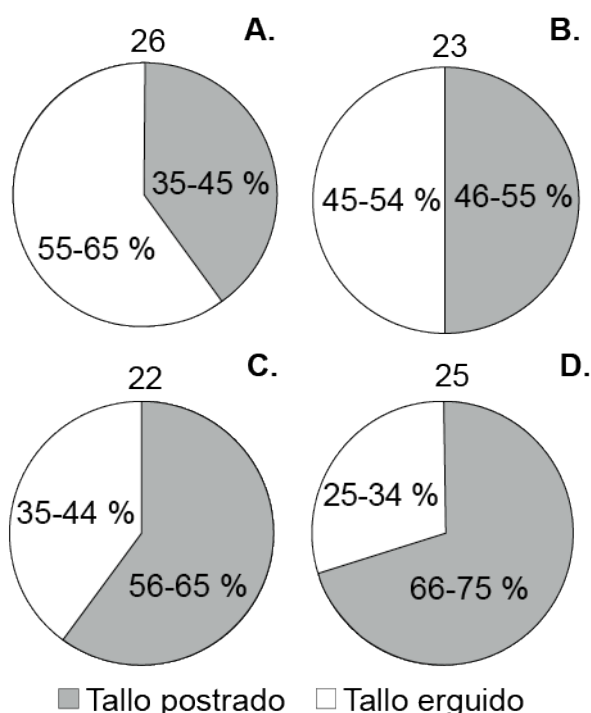 26
A.
35-45 %
55-65 %
23
B.
45-54 %
46-55 %
22
C.
35-44 %
56-65 %
25
D.
25-34 %
66-75 %
Tallo postrado
Tallo erguido